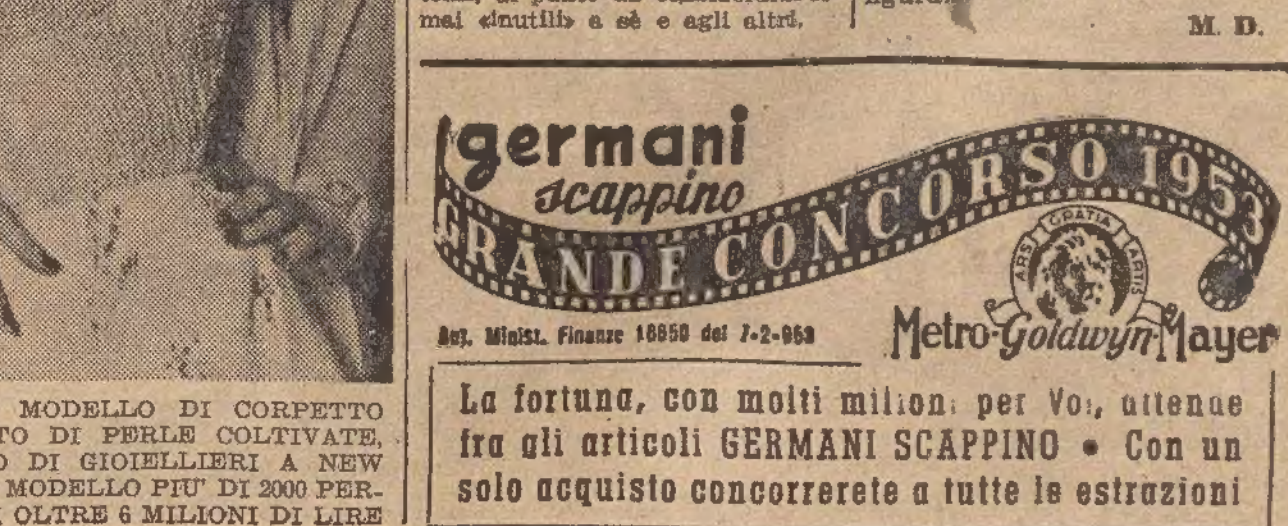 mai «inutili» a sè e agli altri,
M. D.
MODELLO DI CORPETTO
TO DI PERLE COLTIVATE,
O DI GIOIELLIERI A NEW
MODELLO PIU' DI 2000 PER-
I OLTRE 6 MILIONI DI LIRE
germani
scappino
GRANDE CONCORSO 1953
ARS GRATIA ARTIS
Metro-Goldwyn-Mayer
Aut. Minist. Finanze 18850 del 7-2-953
La fortuna, con molti milioni per Voi, attende
fra gli articoli GERMANI SCAPPINO • Con un
solo acquisto concorrerete a tutte le estrazioni